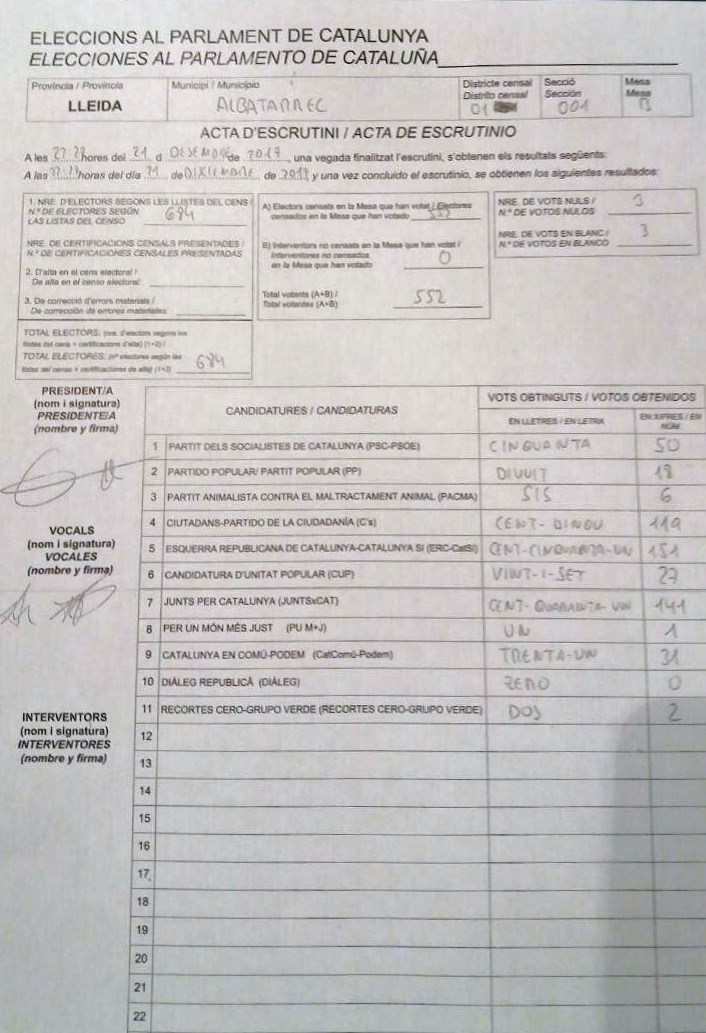 ELECCIONS AL PARLAMENT DE CATALUNYA
ELECCIONES AL PARLAMENTO DE CATALUÑA
Província / Provincia
LLEIDA
Municipi / Municipio
ALBATARREC
Districte censal
Distrito censal
01
Secció
Sección
001
Mesa
Mesa
B
ACTA D'ESCRUTINI / ACTA DE ESCRUTINIO
A les hores del 21 d DESEMBRE de 2017, una vegada finalitzat l'escrutini, s'obtenen els resultats següents:
A las horas del día 21 de DICIEMBRE de 2017 y una vez concluido el escrutinio, se obtienen los siguientes resultados:
1. NRE. D'ELECTORS SEGONS LES LLISTES DEL CENS /
N.º DE ELECTORES SEGÚN
LAS LISTAS DEL CENSO 684
NRE. DE CERTIFICACIONS CENSALS PRESENTADES /
N.º DE CERTIFICACIONES CENSALES PRESENTADAS
2. D'alta en el cens electoral /
De alta en el censo electoral:
3. De correcció d'errors materials /
De corrección de errores materiales:
TOTAL ELECTORS: (nre. d'electors segons les
llistes del cens + certificacions d'alta) (1+2) /
TOTAL ELECTORES: (nº electores según las
listas del censo + certificaciones de alta) (1+2) 684
A) Electors censats en la Mesa que han votat / Electores
censados en la Mesa que han votado 552
B) Interventors no censats en la Mesa que han votat /
Interventores no censados
en la Mesa que han votado 0
Total votants (A+B) /
Total votantes (A+B) 552
NRE. DE VOTS NULS /
N.º DE VOTOS NULOS 3
NRE. DE VOTS EN BLANC /
N.º DE VOTOS EN BLANCO 3
PRESIDENT/A
(nom i signatura)
PRESIDENTE/A
(nombre y firma)
VOCALS
(nom i signatura)
VOCALES
(nombre y firma)
INTERVENTORS
(nom i signatura)
INTERVENTORES
(nombre y firma)
CANDIDATURES / CANDIDATURAS
VOTS OBTINGUTS / VOTOS OBTENIDOS
EN LLETRES / EN LETRA
EN XIFRES / EN NÚM.
1 PARTIT DELS SOCIALISTES DE CATALUNYA (PSC-PSOE) CINQUANTA 50
2 PARTIDO POPULAR/ PARTIT POPULAR (PP) DIVUIT 18
3 PARTIT ANIMALISTA CONTRA EL MALTRACTAMENT ANIMAL (PACMA) SIS 6
4 CIUTADANS-PARTIDO DE LA CIUDADANÍA (C's) CENT-DINOU 119
5 ESQUERRA REPUBLICANA DE CATALUNYA-CATALUNYA SÍ (ERC-CatSí) CENT-CINQUANTA-UN 151
6 CANDIDATURA D'UNITAT POPULAR (CUP) VINT-I-SET 27
7 JUNTS PER CATALUNYA (JUNTSxCAT) CENT-QUARANTA-UN 141
8 PER UN MÓN MÉS JUST (PU M+J) UN 1
9 CATALUNYA EN COMÚ-PODEM (CatComú-Podem) TRENTA-UN 31
10 DIÀLEG REPUBLICÀ (DIÀLEG) ZERO 0
11 RECORTES CERO-GRUPO VERDE (RECORTES CERO-GRUPO VERDE) DOS 2
12
13
14
15
16
17
18
19
20
21
22